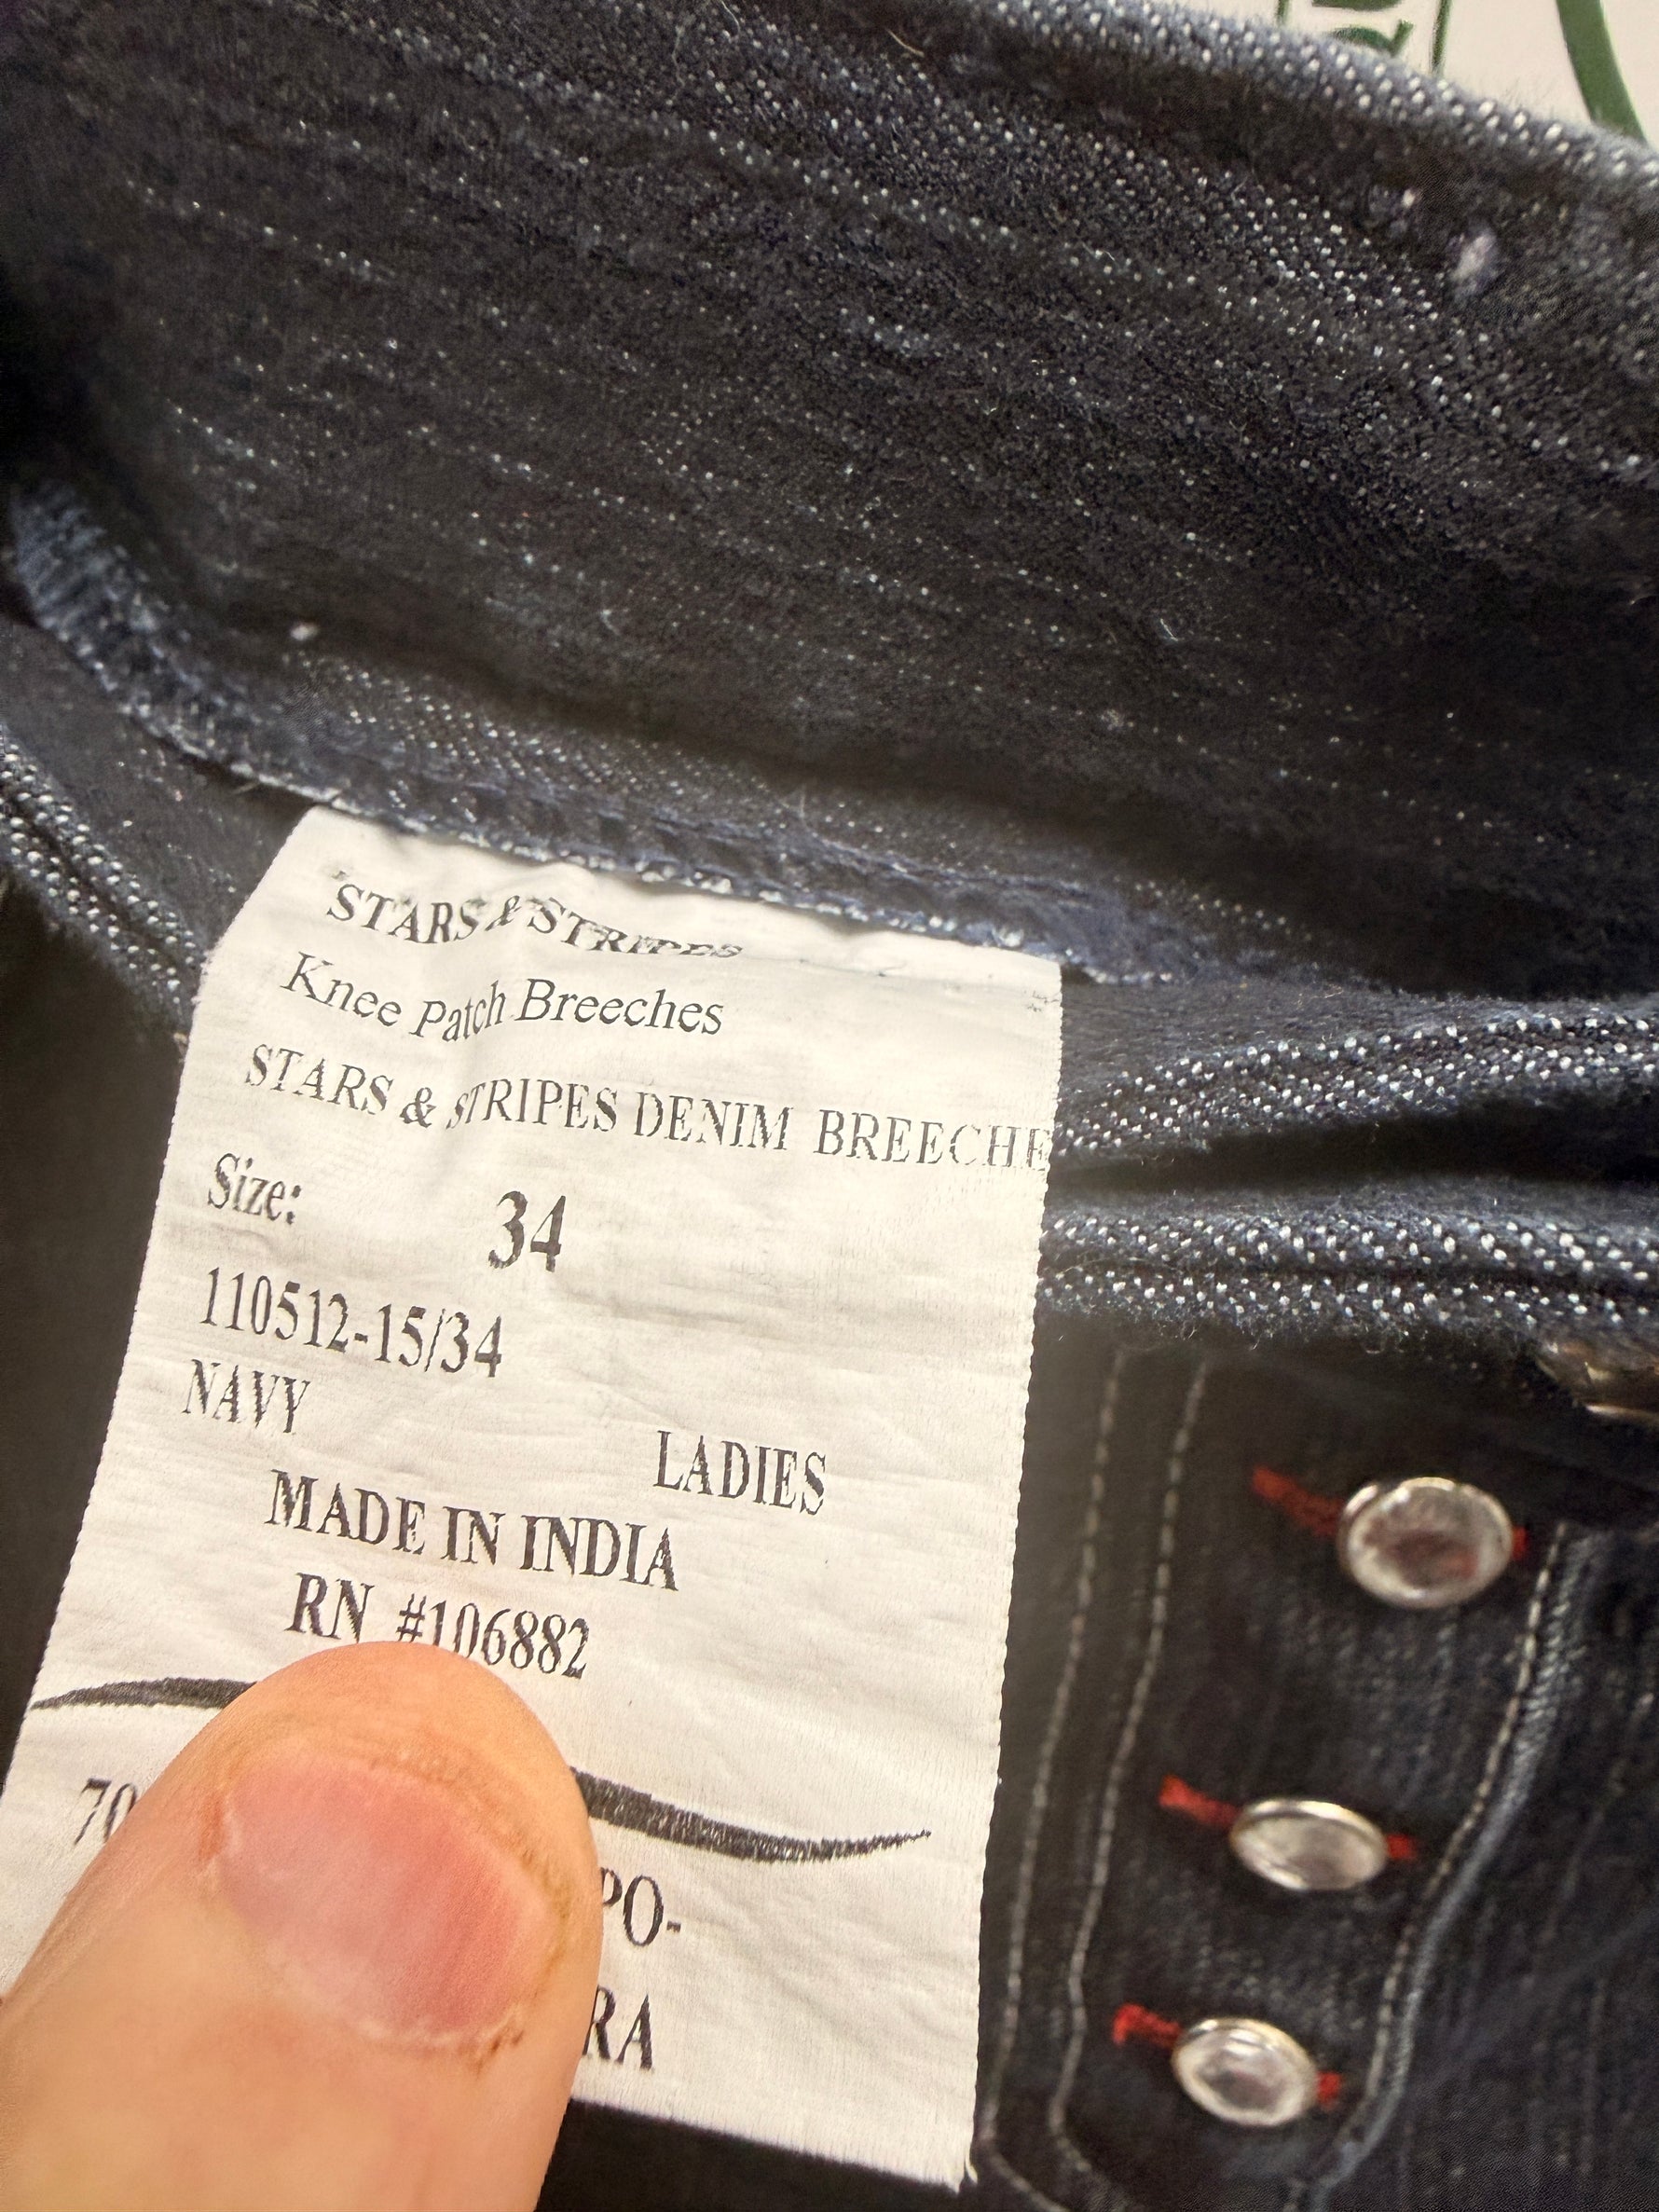 STARS & STRIPES
Knee Patch Breeches
STARS & STRIPES DENIM BREECHE
Size: 34
110512-15/34
NAVY
LADIES
MADE IN INDIA
RN #106882
70
PO-
RA